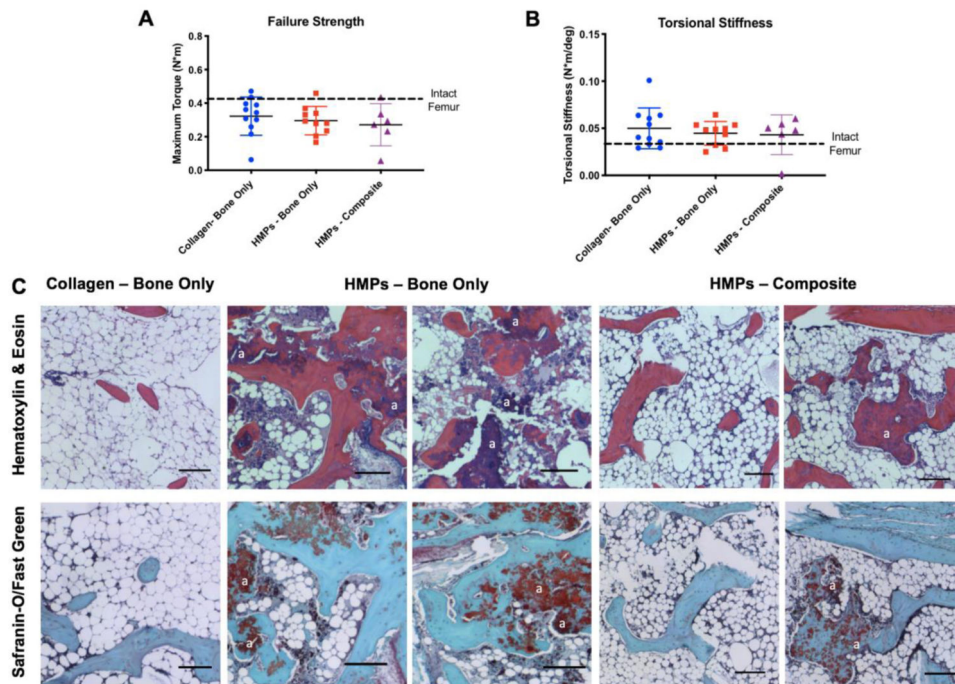 A
Failure Strength
Maximum Torque (N*m)
0.8
0.6
0.4
0.2
0.0
Intact
Femur
Collagen- Bone Only
HMPs - Bone Only
HMPs - Composite
B
Torsional Stiffness
Torsional Stiffness (N*m/deg)
0.15
0.10
0.05
0.00
Intact
Femur
Collagen- Bone Only
HMPs - Bone Only
HMPs - Composite
C
Collagen – Bone Only
HMPs – Bone Only
HMPs – Composite
Hematoxylin & Eosin
a
a
a
a
a
Safranin-O/Fast Green
a
a
a
a
a
a
a